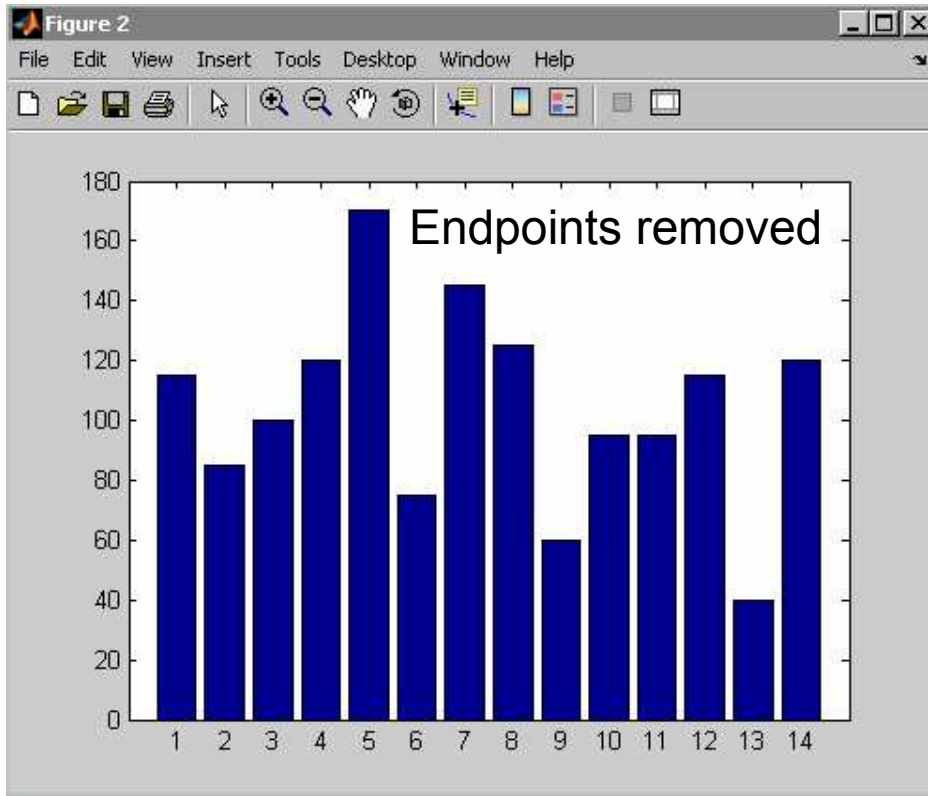 Figure 2
File Edit View Insert Tools Desktop Window Help
180
Endpoints removed
160
140
120
100
80
60
40
20
0
1 2 3 4 5 6 7 8 9 10 11 12 13 14